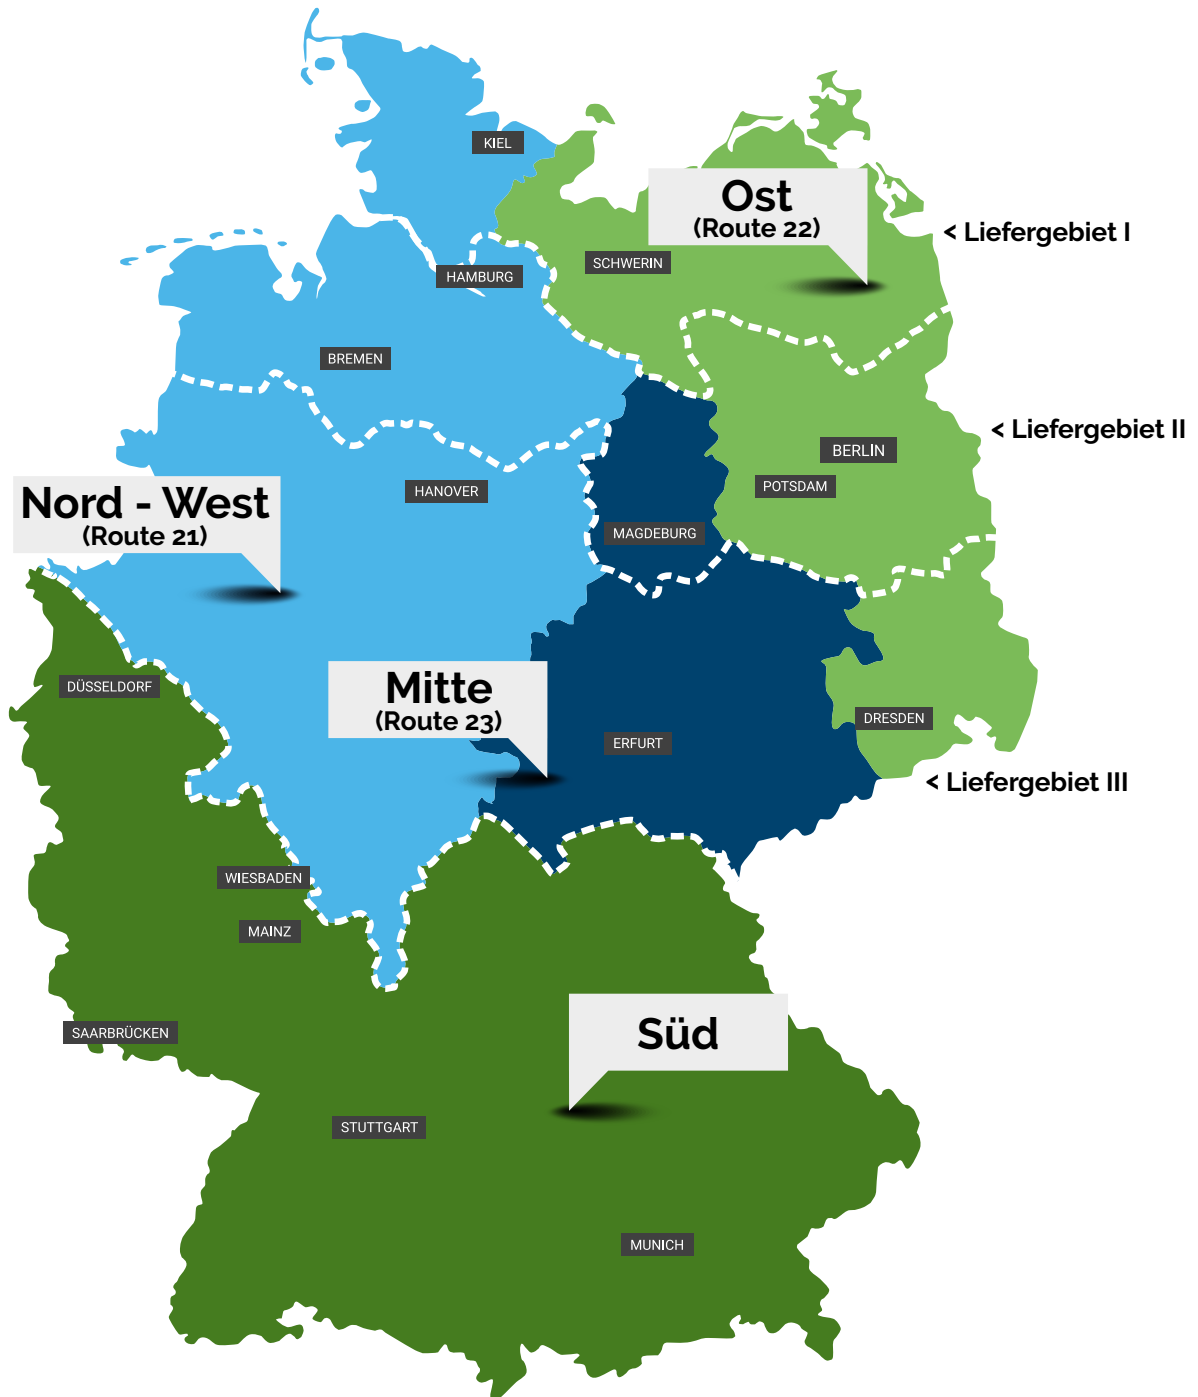 KIEL
Ost
(Route 22)
< Liefergebiet I
SCHWERIN
HAMBURG
BREMEN
< Liefergebiet II
BERLIN
POTSDAM
HANOVER
Nord - West
(Route 21)
MAGDEBURG
DÜSSELDORF
Mitte
(Route 23)
DRESDEN
ERFURT
< Liefergebiet III
WIESBADEN
MAINZ
SAARBRÜCKEN
Süd
STUTTGART
MUNICH